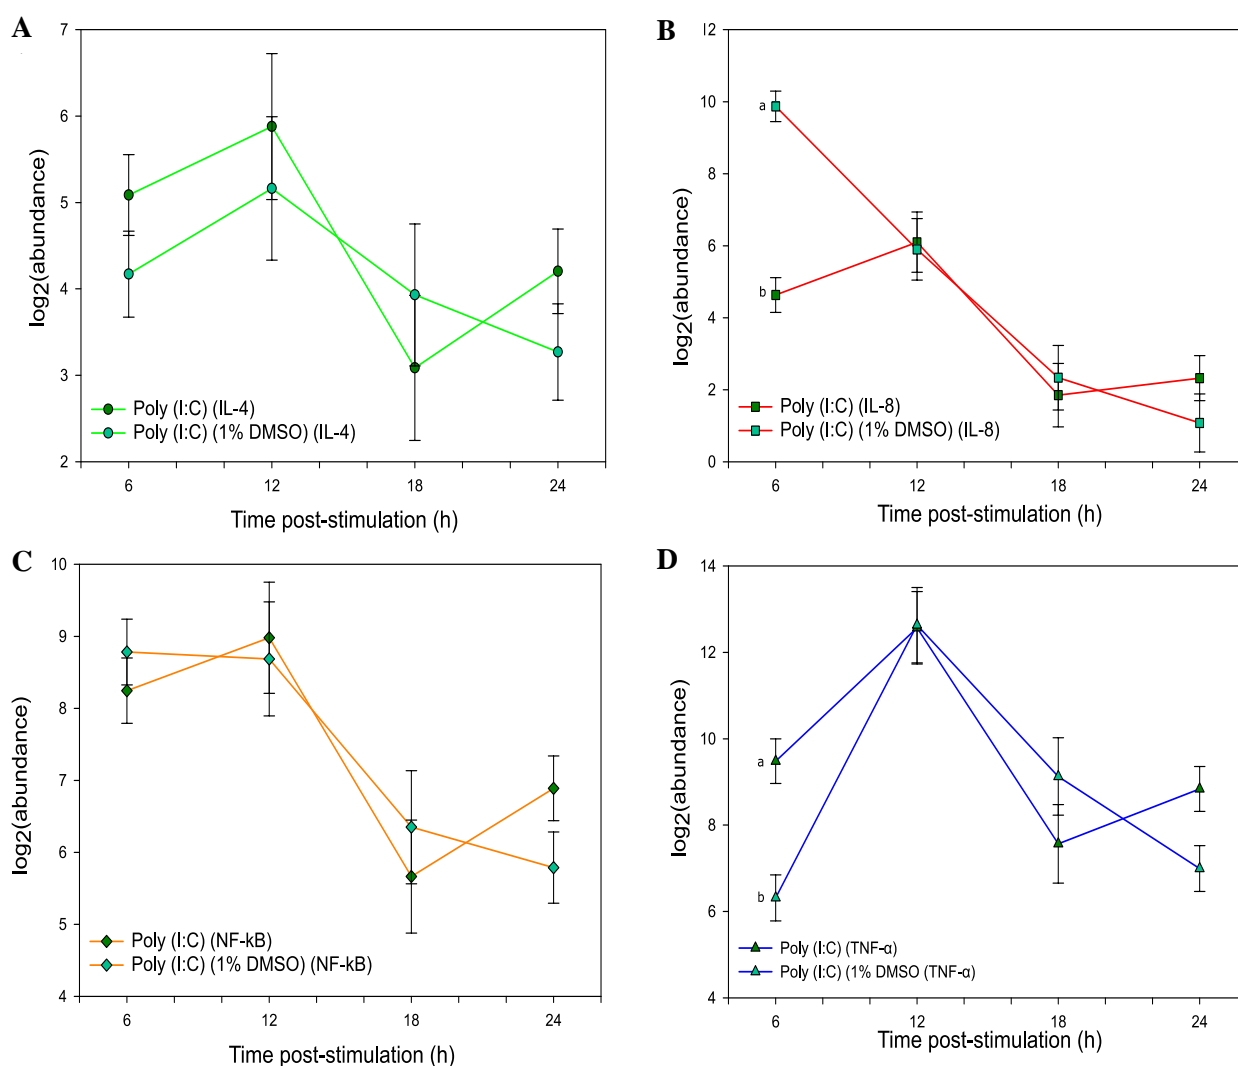 A
7
6
5
4
3
2
log2(abundance)
Poly (I:C) (IL-4)
Poly (I:C) (1% DMSO) (IL-4)
6 12 18 24
Time post-stimulation (h)
B
12
10
8
6
4
2
0
log2(abundance)
a
b
Poly (I:C) (IL-8)
Poly (I:C) (1% DMSO) (IL-8)
6 12 18 24
Time post-stimulation (h)
C
10
9
8
7
6
5
4
log2(abundance)
Poly (I:C) (NF-kB)
Poly (I:C) (1% DMSO) (NF-kB)
6 12 18 24
Time post-stimulation (h)
D
14
12
10
8
6
4
log2(abundance)
a
b
Poly (I:C) (TNF-α)
Poly (I:C) (1% DMSO (TNF-α)
6 12 18 24
Time post-stimulation (h)